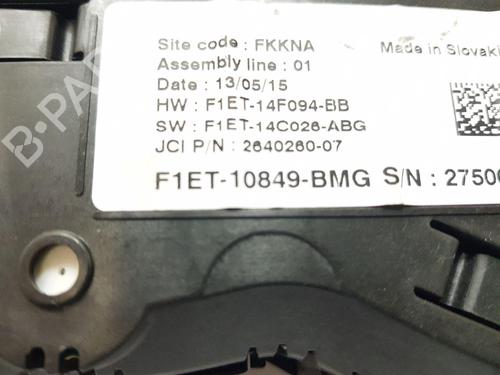 Site code : FKKNA
Made in Slovaki
Assembly line : 01
Date : 13/05/15
HW : F1ET-14F094-BB
SW : F1ET-14C026-ABG
JCI P/N : 2640260-07
F1ET-10849-BMG S/N : 2750
B-PARTS